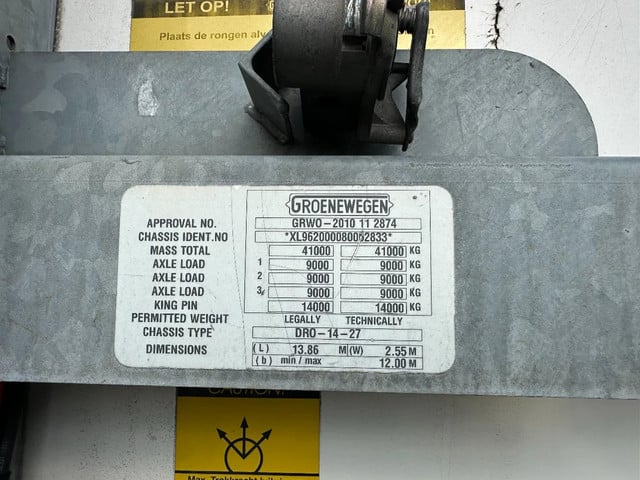 LET OP!
Plaats de rongen
GROENEWEGEN
APPROVAL NO. GRWO-2010 11 2874
CHASSIS IDENT.NO *XL962000080062833*
MASS TOTAL 41000 41000 KG
AXLE LOAD 1 9000 9000 KG
AXLE LOAD 2 9000 9000 KG
AXLE LOAD 3 9000 9000 KG
KING PIN 14000 14000 KG
PERMITTED WEIGHT LEGALLY TECHNICALLY
CHASSIS TYPE DRO-14-27
DIMENSIONS (L) 13.86 M (W) 2.55 M
(b) min / max 12.00 M
CAUTION!
Max. Trekkracht